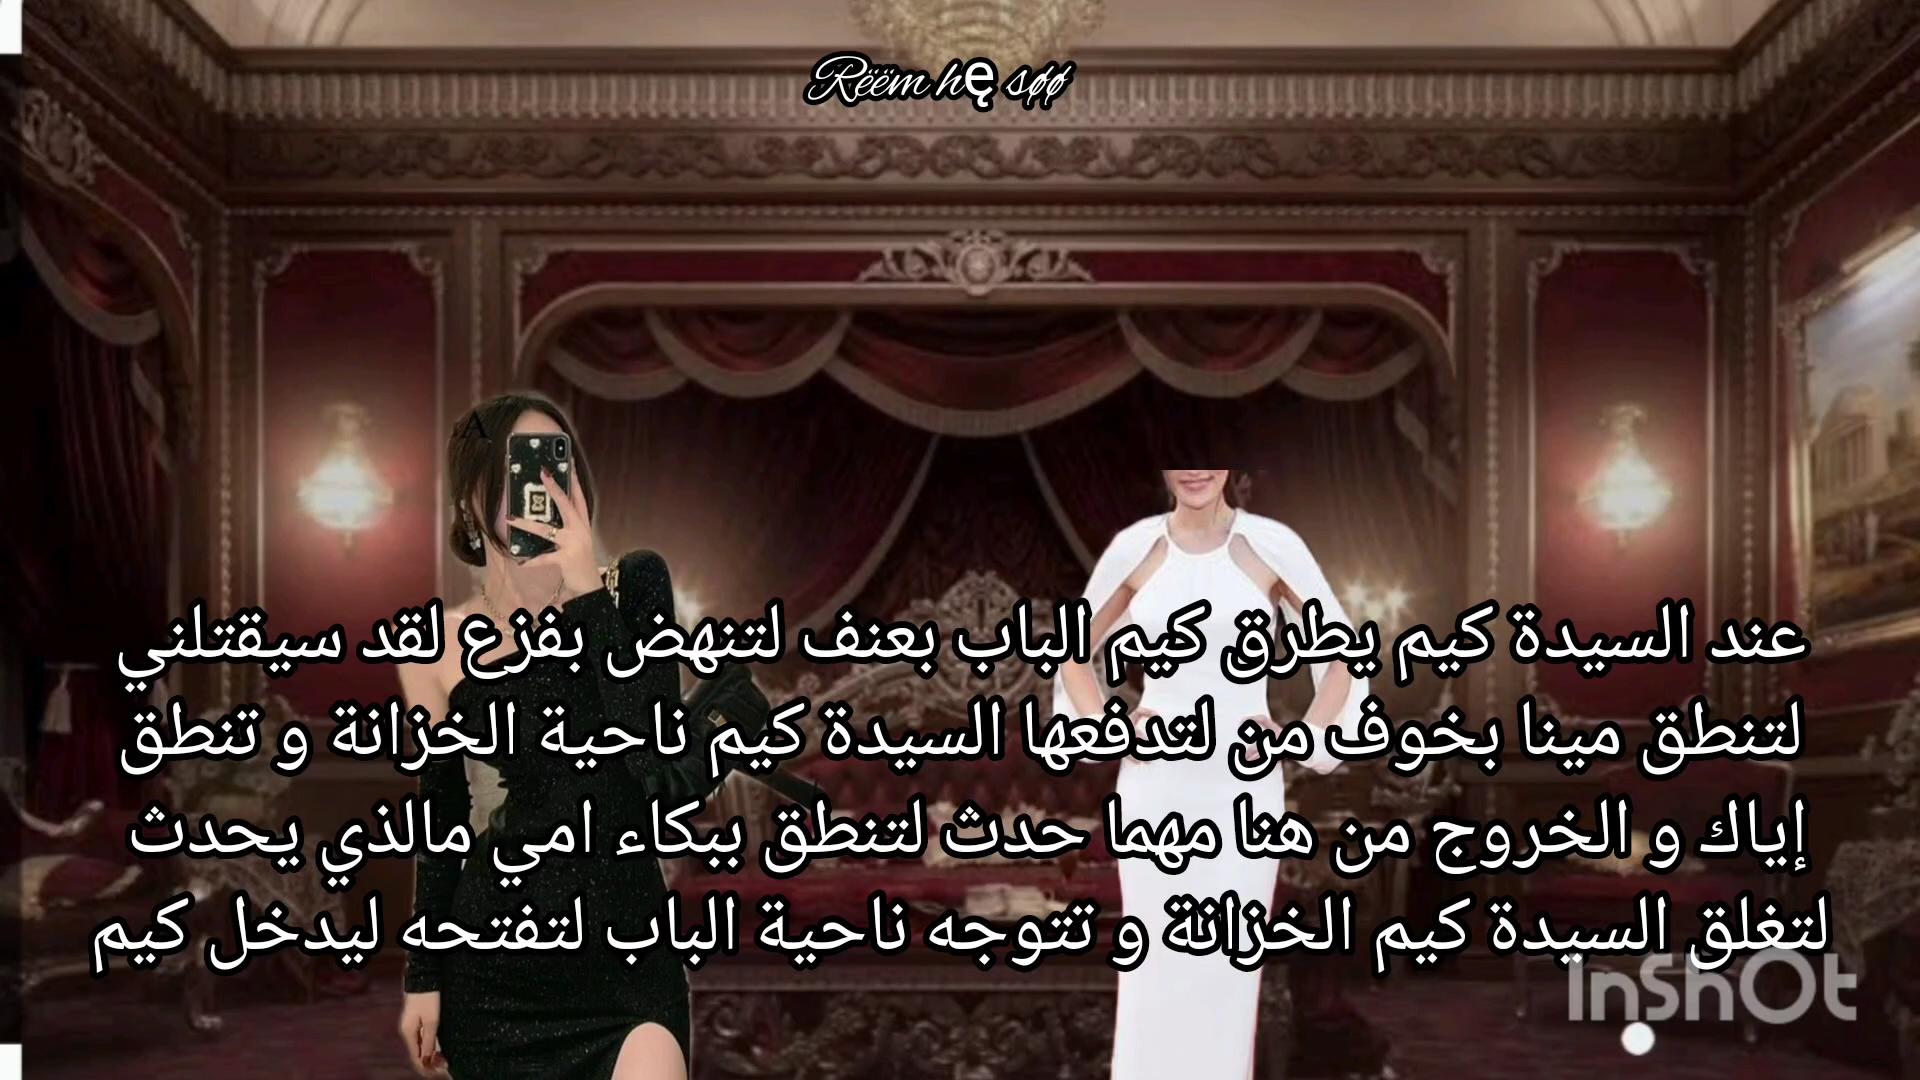 Rëëm hę søø
A
عند السيدة كيم يطرق كيم الباب بعنف لتنهض بفزع لقد سيقتلني
لتنطق مينا بخوف من لتدفعها السيدة كيم ناحية الخزانة و تنطق
إياك و الخروج من هنا مهما حدث لتنطق ببكاء امي مالذي يحدث
لتغلق السيدة كيم الخزانة و تتوجه ناحية الباب لتفتحه ليدخل كيم
InShOt